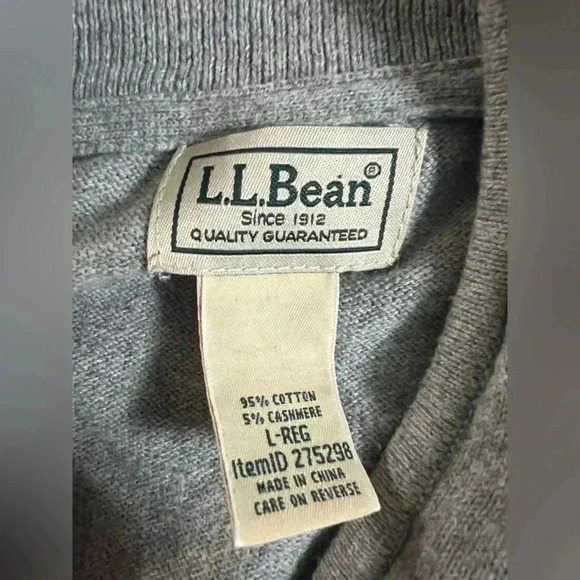 L.L.Bean®
Since 1912
QUALITY GUARANTEED
95% COTTON
5% CASHMERE
L-REG
ItemID 275298
MADE IN CHINA
CARE ON REVERSE